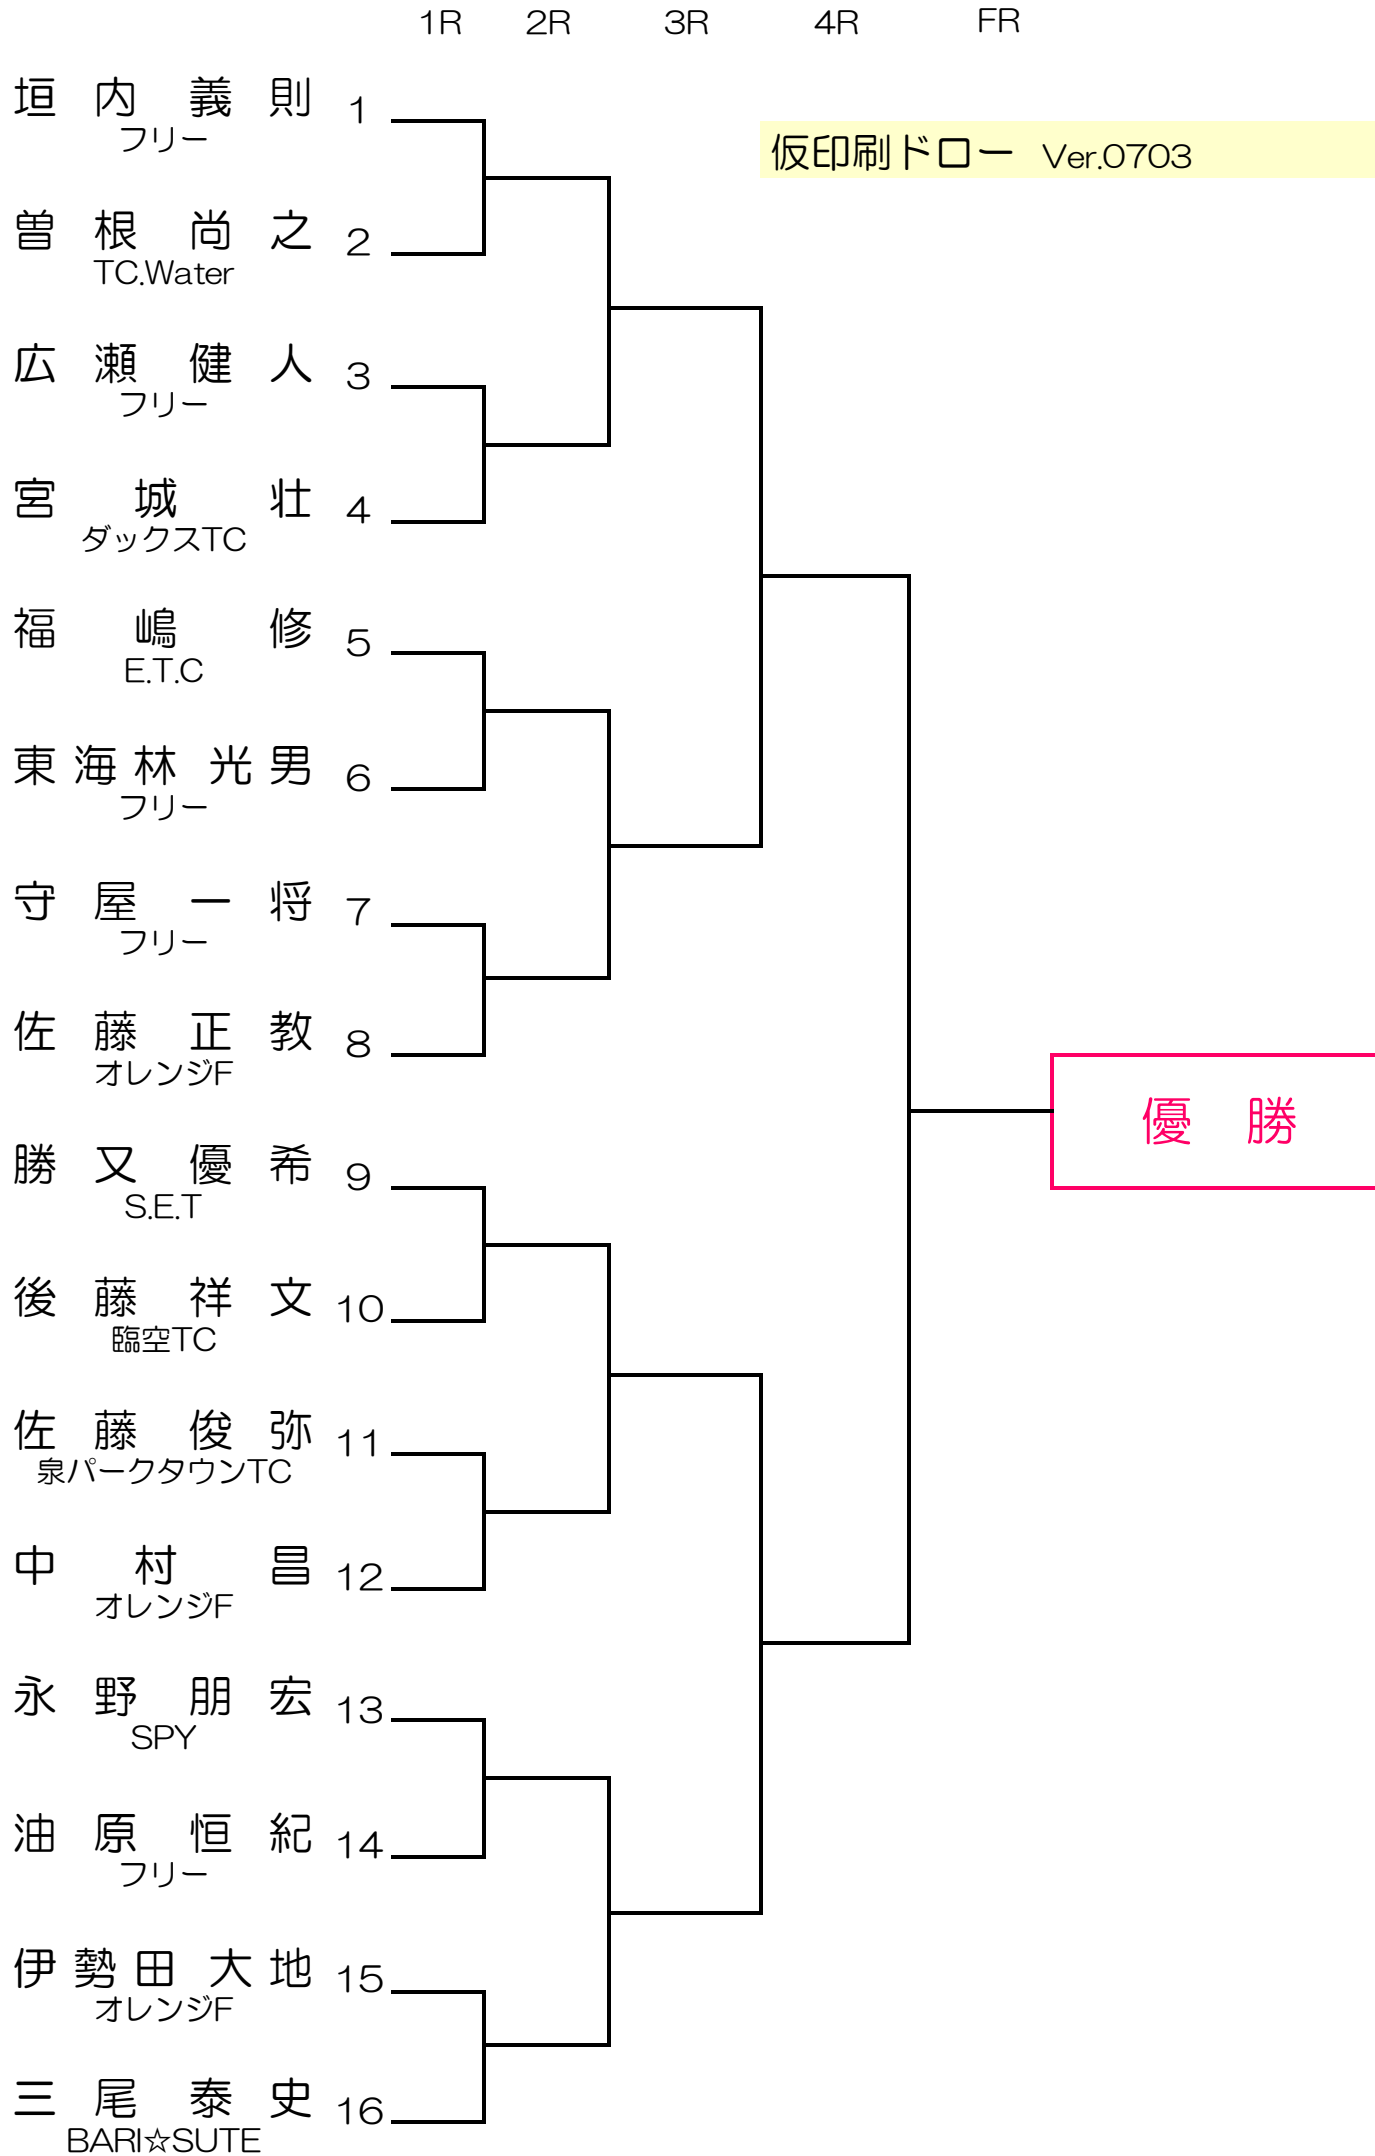 1R 2R 3R 4R FR
垣内 義則 1
フリー
仮印刷ドロー Ver.0703
曽根 尚之 2
TC.Water
広瀬 健人 3
フリー
宮城 壮 4
ダックスTC
福嶋 修 5
E.T.C
東海林 光男 6
フリー
守屋 一将 7
フリー
佐藤 正教 8
オレンジF
優勝
勝又 優希 9
S.E.T
後藤 祥文 10
臨空TC
佐藤 俊弥 11
泉パークタウンTC
中村 昌 12
オレンジF
永野 朋宏 13
SPY
油原 恒紀 14
フリー
伊勢田 大地 15
オレンジF
三尾 泰史 16
BARI☆SUTE